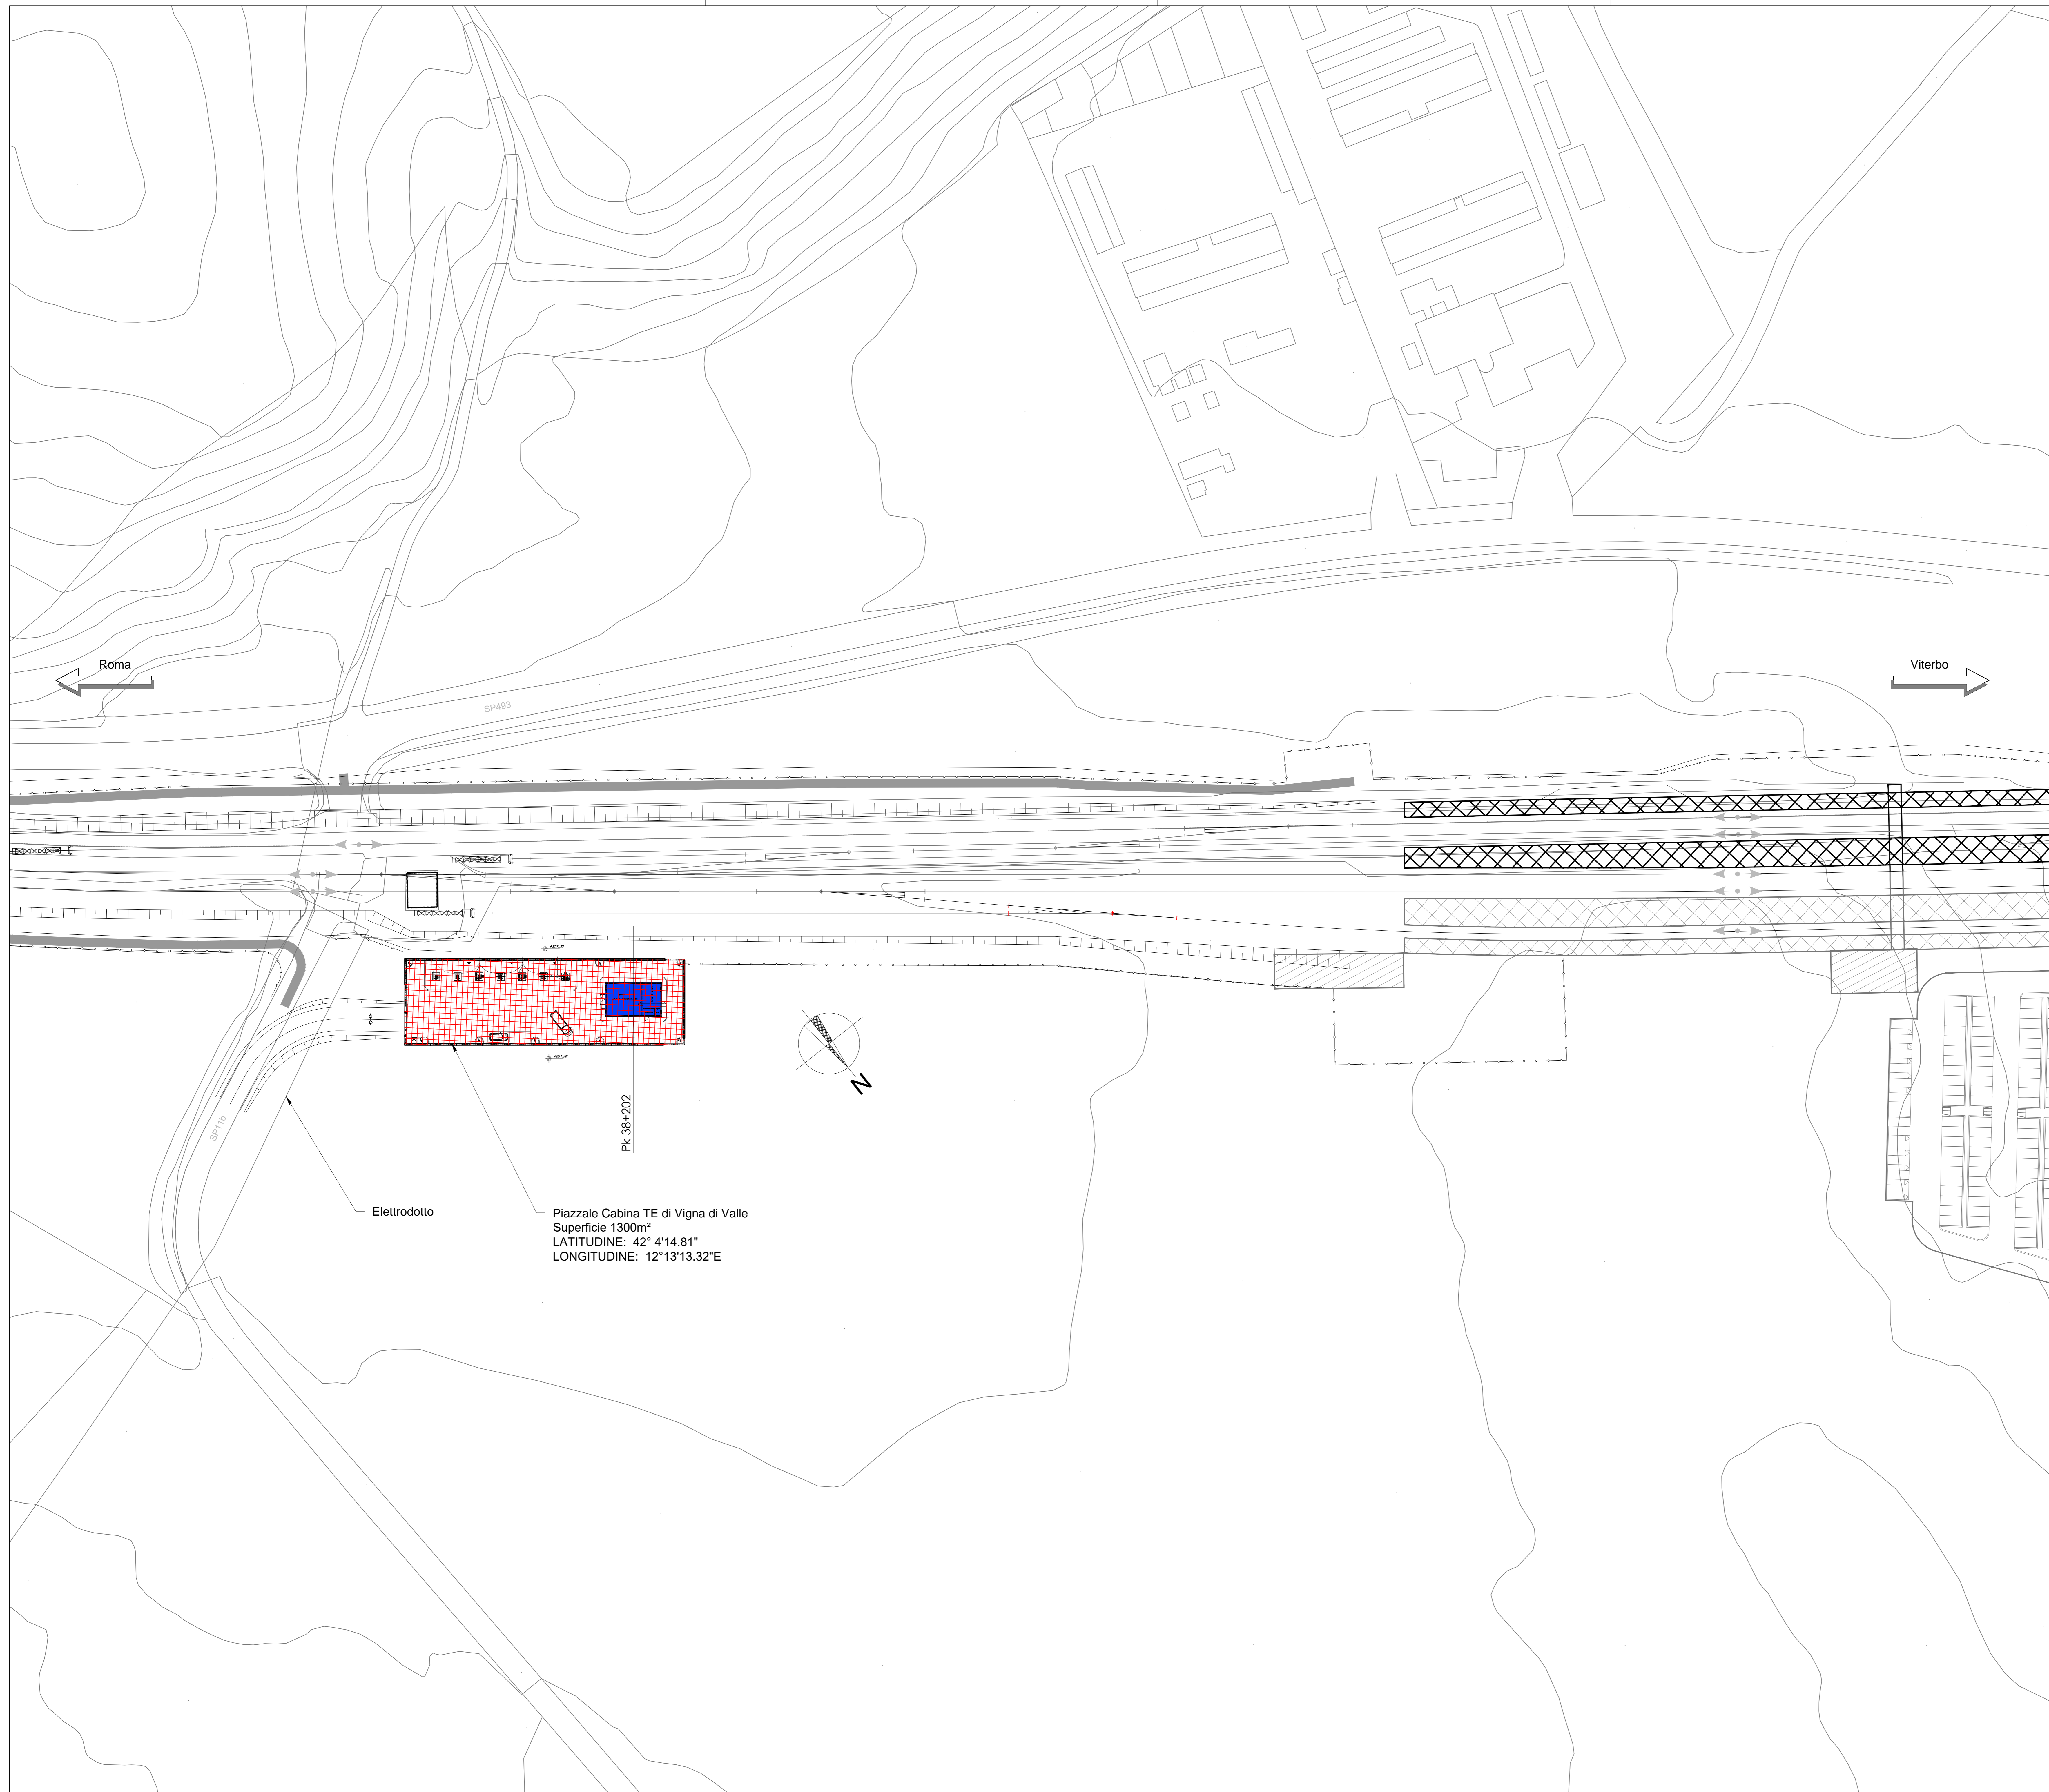 Roma
Viterbo
SP493
N
Pk 38+202
SP11b
Elettrodotto
Piazzale Cabina TE di Vigna di Valle
Superficie 1300m²
LATITUDINE: 42° 4'14.81"
LONGITUDINE: 12°13'13.32"E